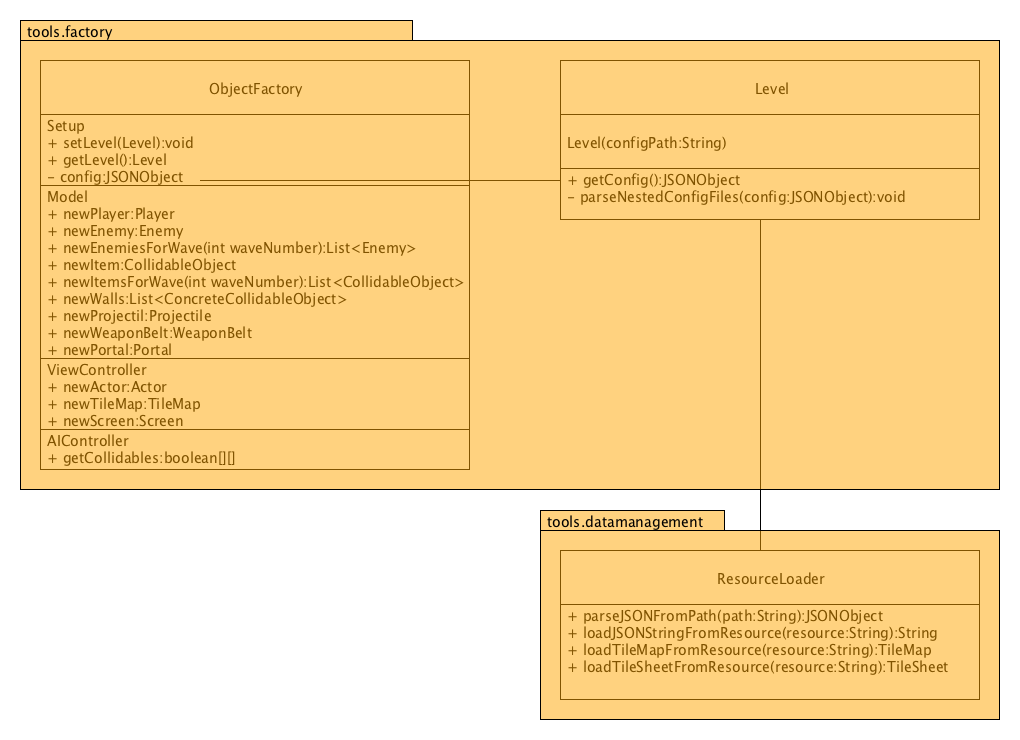 tools.factory
ObjectFactory
Setup
+ setLevel(Level):void
+ getLevel():Level
– config:JSONObject
Model
+ newPlayer:Player
+ newEnemy:Enemy
+ newEnemiesForWave(int waveNumber):List<Enemy>
+ newItem:CollidableObject
+ newItemsForWave(int waveNumber):List<CollidableObject>
+ newWalls:List<ConcreteCollidableObject>
+ newProjectil:Projectile
+ newWeaponBelt:WeaponBelt
+ newPortal:Portal
ViewController
+ newActor:Actor
+ newTileMap:TileMap
+ newScreen:Screen
AIController
+ getCollidables:boolean[][]
Level
Level(configPath:String)
+ getConfig():JSONObject
– parseNestedConfigFiles(config:JSONObject):void
tools.datamanagement
ResourceLoader
+ parseJSONFromPath(path:String):JSONObject
+ loadJSONStringFromResource(resource:String):String
+ loadTileMapFromResource(resource:String):TileMap
+ loadTileSheetFromResource(resource:String):TileSheet